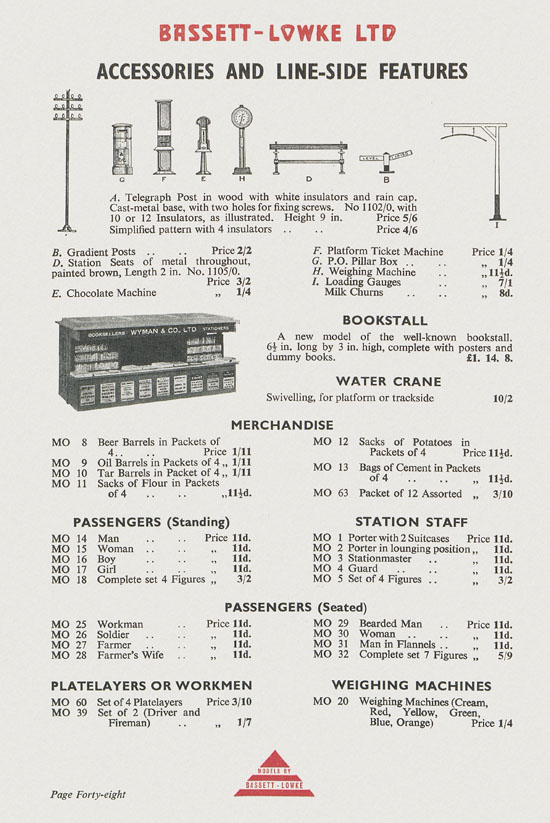 BASSETT-LOWKE LTD
ACCESSORIES AND LINE-SIDE FEATURES
G F E H D B I
LEVEL
A. Telegraph Post in wood with white insulators and rain cap.
Cast-metal base, with two holes for fixing screws. No 1102/0, with
10 or 12 Insulators, as illustrated. Height 9 in. Price 5/6
Simplified pattern with 4 insulators .. .. Price 4/6
B. Gradient Posts .. .. Price 2/2
D. Station Seats of metal throughout,
painted brown, Length 2 in. No. 1105/0.
Price 3/2
E. Chocolate Machine „ 1/4
F. Platform Ticket Machine Price 1/4
G. P.O. Pillar Box .. .. „ 1/4
H. Weighing Machine .. „ 11½d.
I. Loading Gauges .. „ 7/1
Milk Churns .. .. „ 8d.
BOOKSELLERS WYMAN & CO. LTD STATIONERS
BOOKSTALL
A new model of the well-known bookstall.
6½ in. long by 3 in. high, complete with posters and
dummy books. £1. 14. 8.
WATER CRANE
Swivelling, for platform or trackside 10/2
MERCHANDISE
MO 8 Beer Barrels in Packets of
4.. .. Price 1/11
MO 9 Oil Barrels in Packets of 4 „ 1/11
MO 10 Tar Barrels in Packet of 4 „ 1/11
MO 11 Sacks of Flour in Packets
of 4 .. .. „ 11½d.
MO 12 Sacks of Potatoes in
Packets of 4 Price 11½d.
MO 13 Bags of Cement in Packets
of 4 .. .. „ 11½d.
MO 63 Packet of 12 Assorted „ 3/10
PASSENGERS (Standing)
MO 14 Man .. .. Price 11d.
MO 15 Woman .. .. „ 11d.
MO 16 Boy .. .. „ 11d.
MO 17 Girl .. .. „ 11d.
MO 18 Complete set 4 Figures „ 3/2
STATION STAFF
MO 1 Porter with 2 Suitcases Price 11d.
MO 2 Porter in lounging position „ 11d.
MO 3 Stationmaster .. „ 11d.
MO 4 Guard .. .. „ 11d.
MO 5 Set of 4 Figures .. „ 3/2
PASSENGERS (Seated)
MO 25 Workman .. Price 11d.
MO 26 Soldier .. .. „ 11d.
MO 27 Farmer .. .. „ 11d.
MO 28 Farmer's Wife .. „ 11d.
MO 29 Bearded Man .. Price 11d.
MO 30 Woman .. .. „ 11d.
MO 31 Man in Flannels .. „ 11d.
MO 32 Complete set 7 Figures „ 5/9
PLATELAYERS OR WORKMEN
MO 60 Set of 4 Platelayers Price 3/10
MO 39 Set of 2 (Driver and
Fireman) .. „ 1/7
WEIGHING MACHINES
MO 20 Weighing Machines (Cream,
Red, Yellow, Green,
Blue, Orange) Price 1/4
MODELS BY
BASSETT-LOWKE
Page Forty-eight